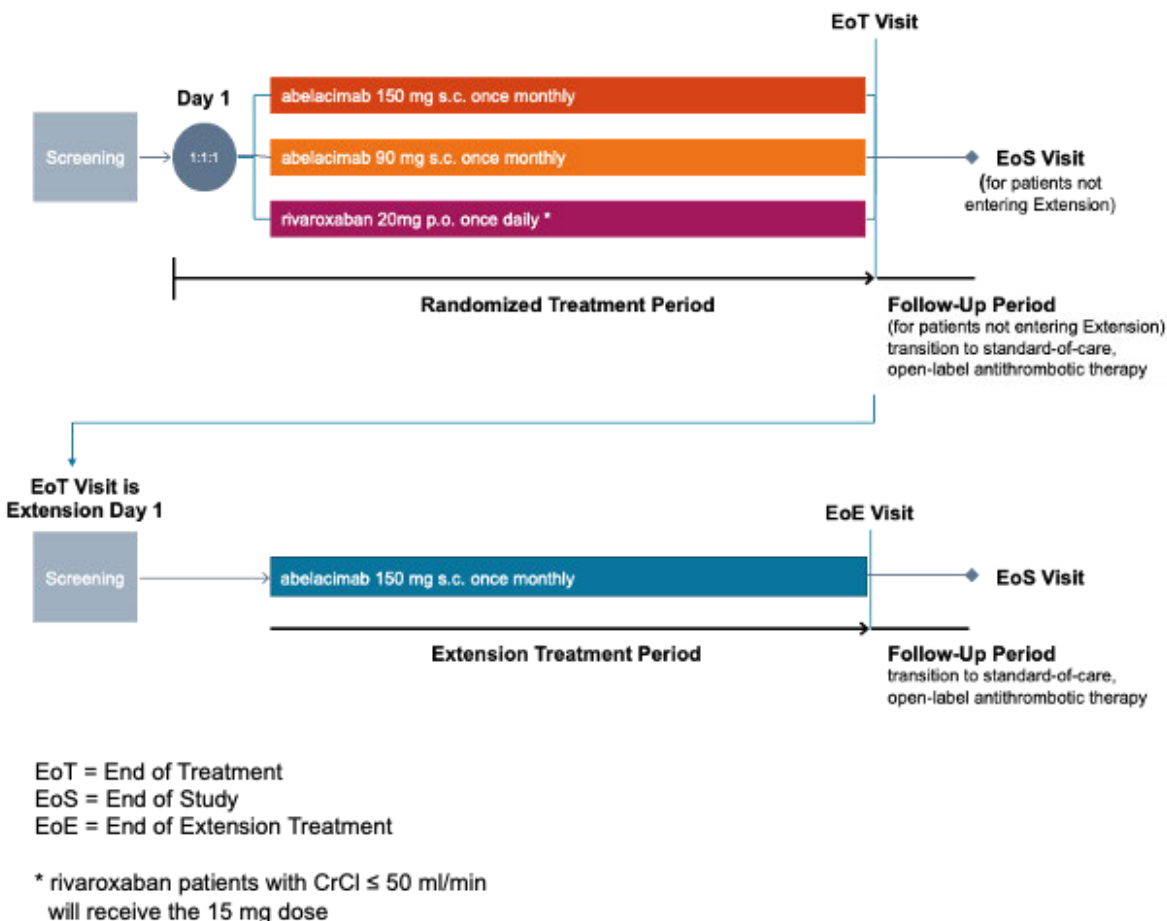 EoT Visit
Day 1
abelacimab 150 mg s.c. once monthly
Screening
1:1:1
abelacimab 90 mg s.c. once monthly
EoS Visit
(for patients not
entering Extension)
rivaroxaban 20mg p.o. once daily *
Randomized Treatment Period
Follow-Up Period
(for patients not entering Extension)
transition to standard-of-care,
open-label antithrombotic therapy
EoT Visit is
Extension Day 1
EoE Visit
Screening
abelacimab 150 mg s.c. once monthly
EoS Visit
Extension Treatment Period
Follow-Up Period
transition to standard-of-care,
open-label antithrombotic therapy
EoT = End of Treatment
EoS = End of Study
EoE = End of Extension Treatment
* rivaroxaban patients with CrCl ≤ 50 ml/min
will receive the 15 mg dose